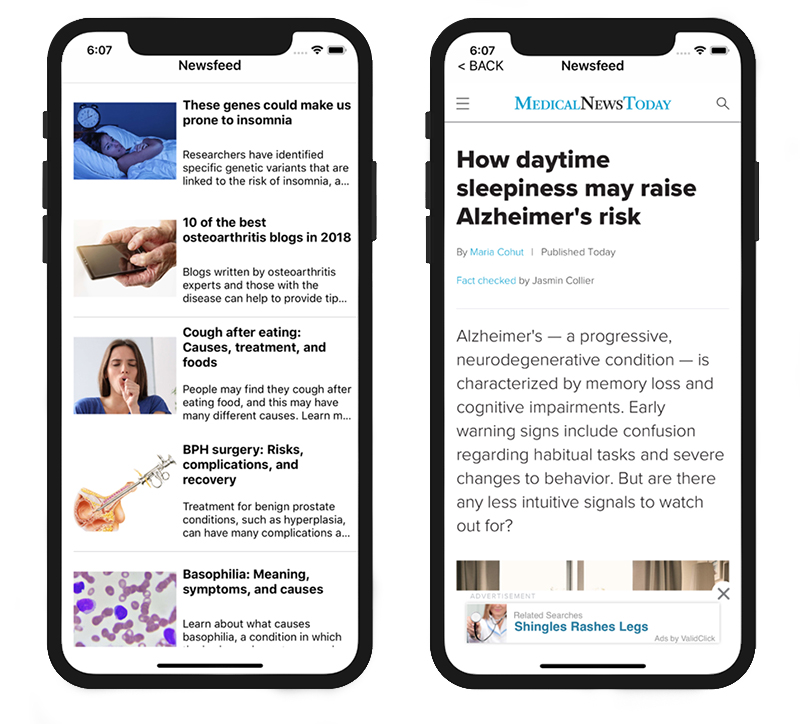 6:07
Newsfeed
These genes could make us
prone to insomnia
Researchers have identified
specific genetic variants that are
linked to the risk of insomnia, a...
10 of the best
osteoarthritis blogs in 2018
Blogs written by osteoarthritis
experts and those with the
disease can help to provide tip...
Cough after eating:
Causes, treatment, and
foods
People may find they cough after
eating food, and this may have
many different causes. Learn m...
BPH surgery: Risks,
complications, and
recovery
Treatment for benign prostate
conditions, such as hyperplasia,
can have many complications a...
Basophilia: Meaning,
symptoms, and causes
Learn about what causes
basophilia, a condition in which
6:07
< BACK Newsfeed
MEDICALNEWSTODAY
How daytime
sleepiness may raise
Alzheimer's risk
By Maria Cohut | Published Today
Fact checked by Jasmin Collier
Alzheimer's — a progressive,
neurodegenerative condition — is
characterized by memory loss and
cognitive impairments. Early
warning signs include confusion
regarding habitual tasks and severe
changes to behavior. But are there
any less intuitive signals to watch
out for?
ADVERTISEMENT
Related Searches
Shingles Rashes Legs
Ads by ValidClick